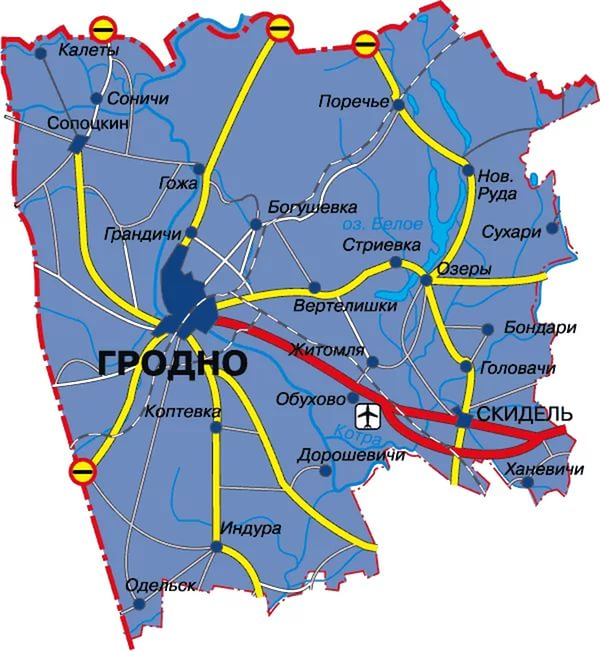 Калеты
Соничи
Сопоцкин
Поречье
Гожа
Нов.
Руда
Богушевка
оз. Белое
Грандичи
Стриевка
Сухари
Озеры
Вертелишки
Бондари
Житомля
ГРОДНО
Головачи
Обухово
Коптевка
СКИДЕЛЬ
Котра
Дорошевичи
Ханевичи
Индура
Одельск